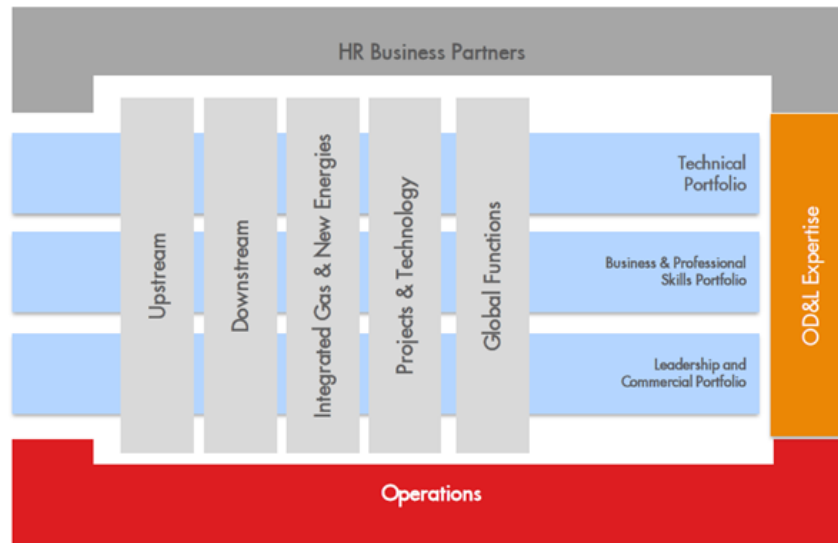 HR Business Partners
Upstream
Downstream
Integrated Gas & New Energies
Projects & Technology
Global Functions
Technical
Portfolio
Business & Professional
Skills Portfolio
Leadership and
Commercial Portfolio
OD&L Expertise
Operations